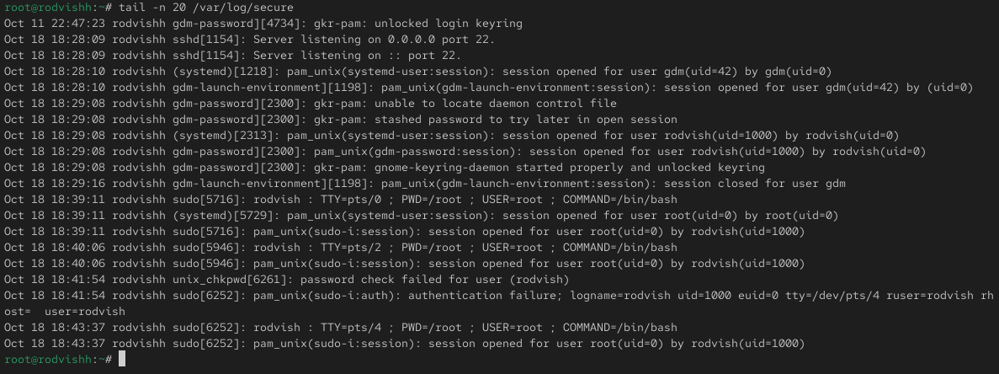 root@rodvishh:~# tail -n 20 /var/log/secure
Oct 11 22:47:23 rodvishh gdm-password][4734]: gkr-pam: unlocked login keyring
Oct 18 18:28:09 rodvishh sshd[1154]: Server listening on 0.0.0.0 port 22.
Oct 18 18:28:09 rodvishh sshd[1154]: Server listening on :: port 22.
Oct 18 18:28:10 rodvishh (systemd)[1218]: pam_unix(systemd-user:session): session opened for user gdm(uid=42) by gdm(uid=0)
Oct 18 18:28:10 rodvishh gdm-launch-environment][1198]: pam_unix(gdm-launch-environment:session): session opened for user gdm(uid=42) by (uid=0)
Oct 18 18:29:08 rodvishh gdm-password][2300]: gkr-pam: unable to locate daemon control file
Oct 18 18:29:08 rodvishh gdm-password][2300]: gkr-pam: stashed password to try later in open session
Oct 18 18:29:08 rodvishh (systemd)[2313]: pam_unix(systemd-user:session): session opened for user rodvish(uid=1000) by rodvish(uid=0)
Oct 18 18:29:08 rodvishh gdm-password][2300]: pam_unix(gdm-password:session): session opened for user rodvish(uid=1000) by rodvish(uid=0)
Oct 18 18:29:08 rodvishh gdm-password][2300]: gkr-pam: gnome-keyring-daemon started properly and unlocked keyring
Oct 18 18:29:16 rodvishh gdm-launch-environment][1198]: pam_unix(gdm-launch-environment:session): session closed for user gdm
Oct 18 18:39:11 rodvishh sudo[5716]: rodvish : TTY=pts/0 ; PWD=/root ; USER=root ; COMMAND=/bin/bash
Oct 18 18:39:11 rodvishh (systemd)[5729]: pam_unix(systemd-user:session): session opened for user root(uid=0) by root(uid=0)
Oct 18 18:39:11 rodvishh sudo[5716]: pam_unix(sudo-i:session): session opened for user root(uid=0) by rodvish(uid=1000)
Oct 18 18:40:06 rodvishh sudo[5946]: rodvish : TTY=pts/2 ; PWD=/root ; USER=root ; COMMAND=/bin/bash
Oct 18 18:40:06 rodvishh sudo[5946]: pam_unix(sudo-i:session): session opened for user root(uid=0) by rodvish(uid=1000)
Oct 18 18:41:54 rodvishh unix_chkpwd[6261]: password check failed for user (rodvish)
Oct 18 18:41:54 rodvishh sudo[6252]: pam_unix(sudo-i:auth): authentication failure; logname=rodvish uid=1000 euid=0 tty=/dev/pts/4 ruser=rodvish rh
ost=  user=rodvish
Oct 18 18:43:37 rodvishh sudo[6252]: rodvish : TTY=pts/4 ; PWD=/root ; USER=root ; COMMAND=/bin/bash
Oct 18 18:43:37 rodvishh sudo[6252]: pam_unix(sudo-i:session): session opened for user root(uid=0) by rodvish(uid=1000)
root@rodvishh:~#